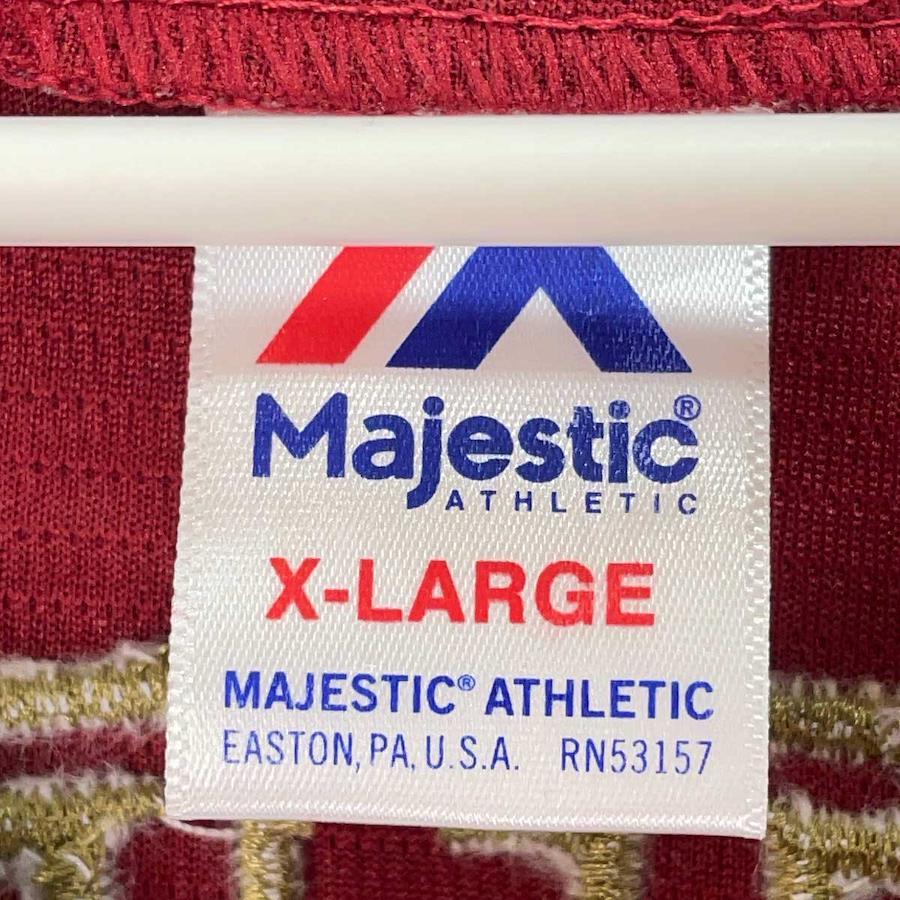 Majestic®
ATHLETIC
X-LARGE
MAJESTIC® ATHLETIC
EASTON, PA, U.S.A. RN53157